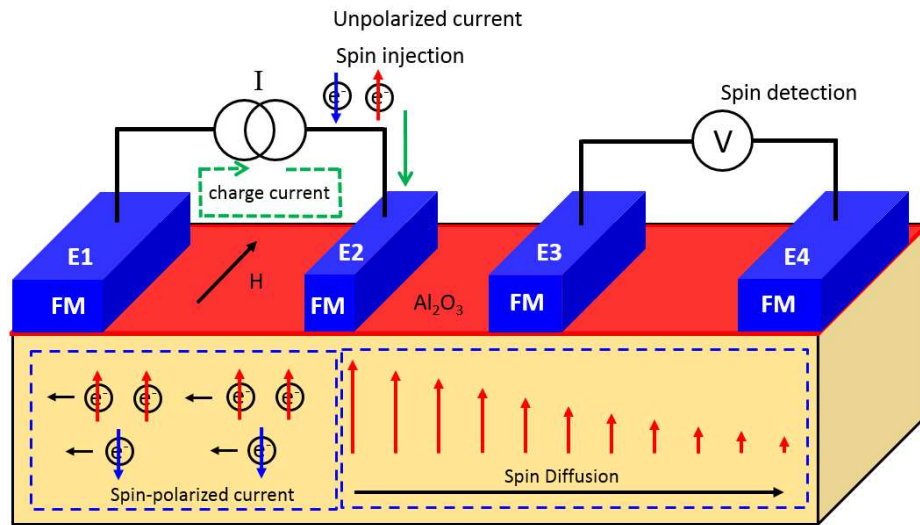 Unpolarized current
Spin injection
I
e⁻ e⁻
Spin detection
V
charge current
E1 E2 E3 E4
FM FM FM FM
H
Al₂O₃
e⁻ e⁻ e⁻ e⁻
e⁻ e⁻
Spin-polarized current
Spin Diffusion